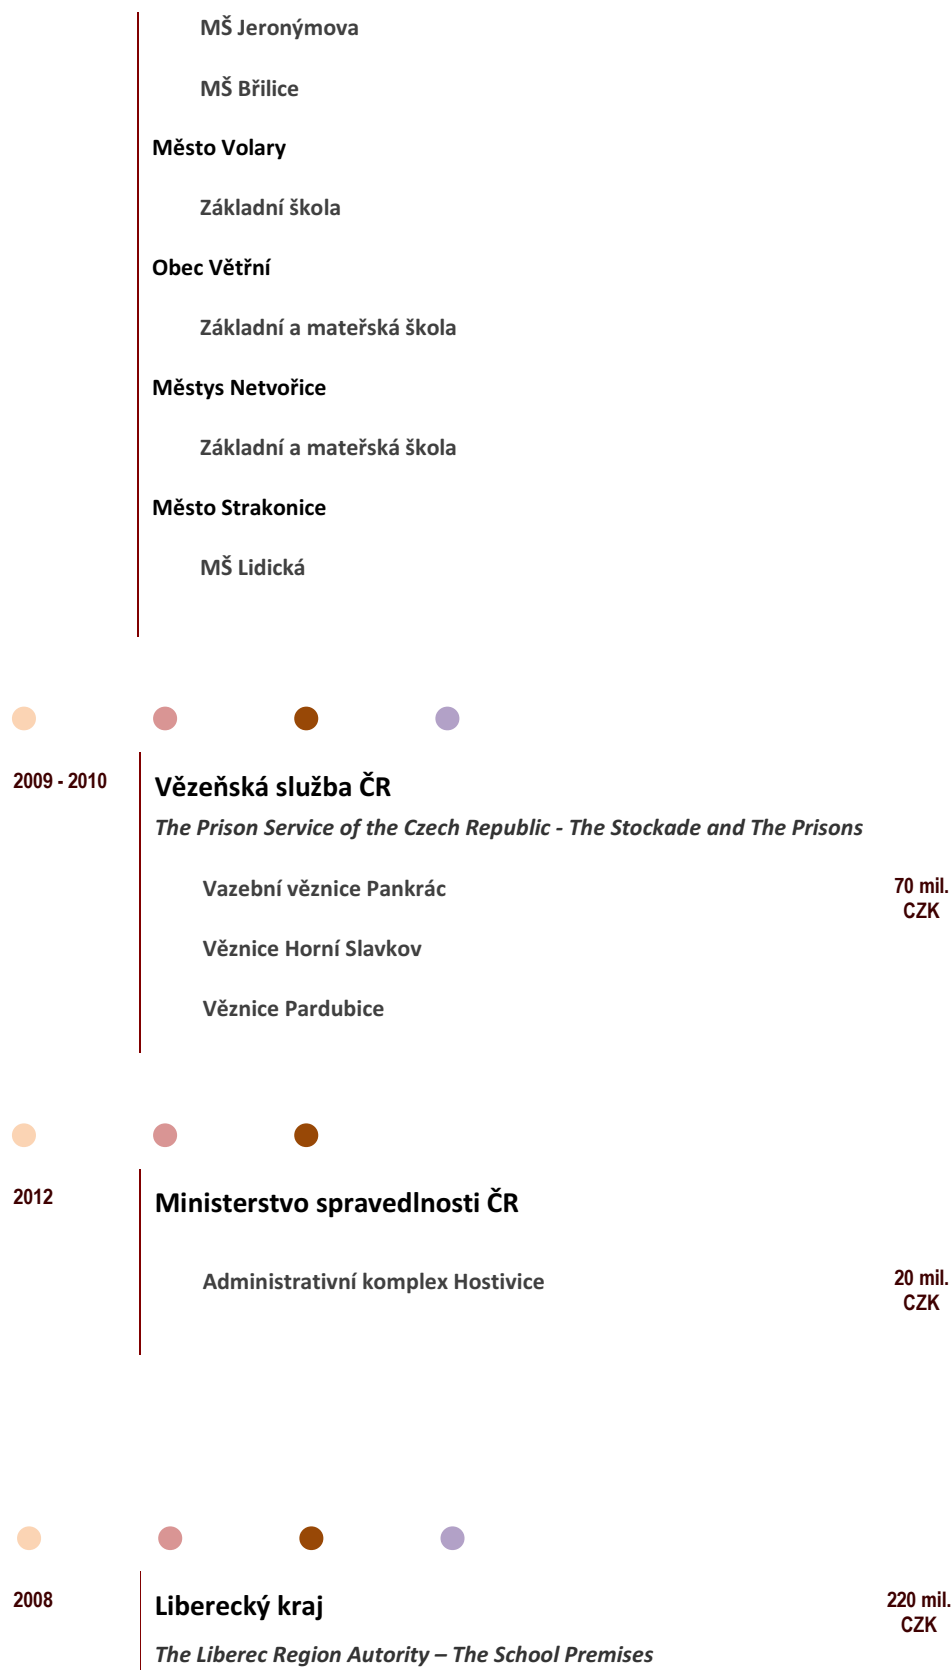 MŠ Jeronýmova
MŠ Břilice
Město Volary
Základní škola
Obec Větřní
Základní a mateřská škola
Městys Netvořice
Základní a mateřská škola
Město Strakonice
MŠ Lidická
2009 - 2010
Vězeňská služba ČR
The Prison Service of the Czech Republic - The Stockade and The Prisons
Vazební věznice Pankrác
70 mil.
CZK
Věznice Horní Slavkov
Věznice Pardubice
2012
Ministerstvo spravedlnosti ČR
Administrativní komplex Hostivice
20 mil.
CZK
2008
Liberecký kraj
220 mil.
CZK
The Liberec Region Autority – The School Premises